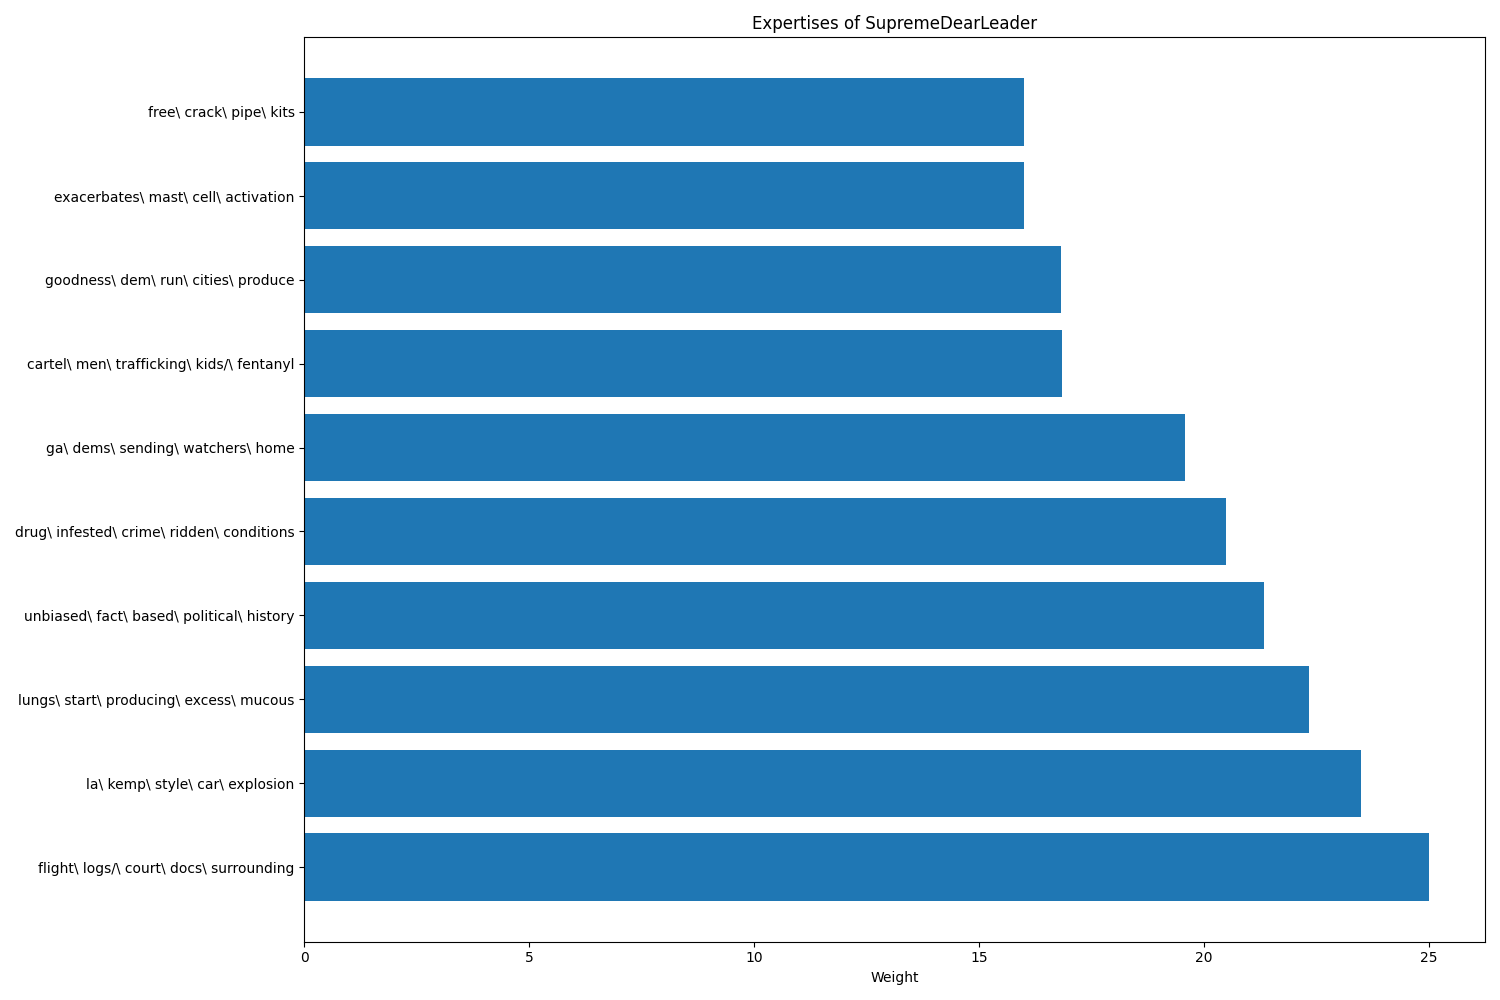 Expertises of SupremeDearLeader
free\ crack\ pipe\ kits
exacerbates\ mast\ cell\ activation
goodness\ dem\ run\ cities\ produce
cartel\ men\ trafficking\ kids/\ fentanyl
ga\ dems\ sending\ watchers\ home
drug\ infested\ crime\ ridden\ conditions
unbiased\ fact\ based\ political\ history
lungs\ start\ producing\ excess\ mucous
la\ kemp\ style\ car\ explosion
flight\ logs/\ court\ docs\ surrounding
0 5 10 15 20 25
Weight